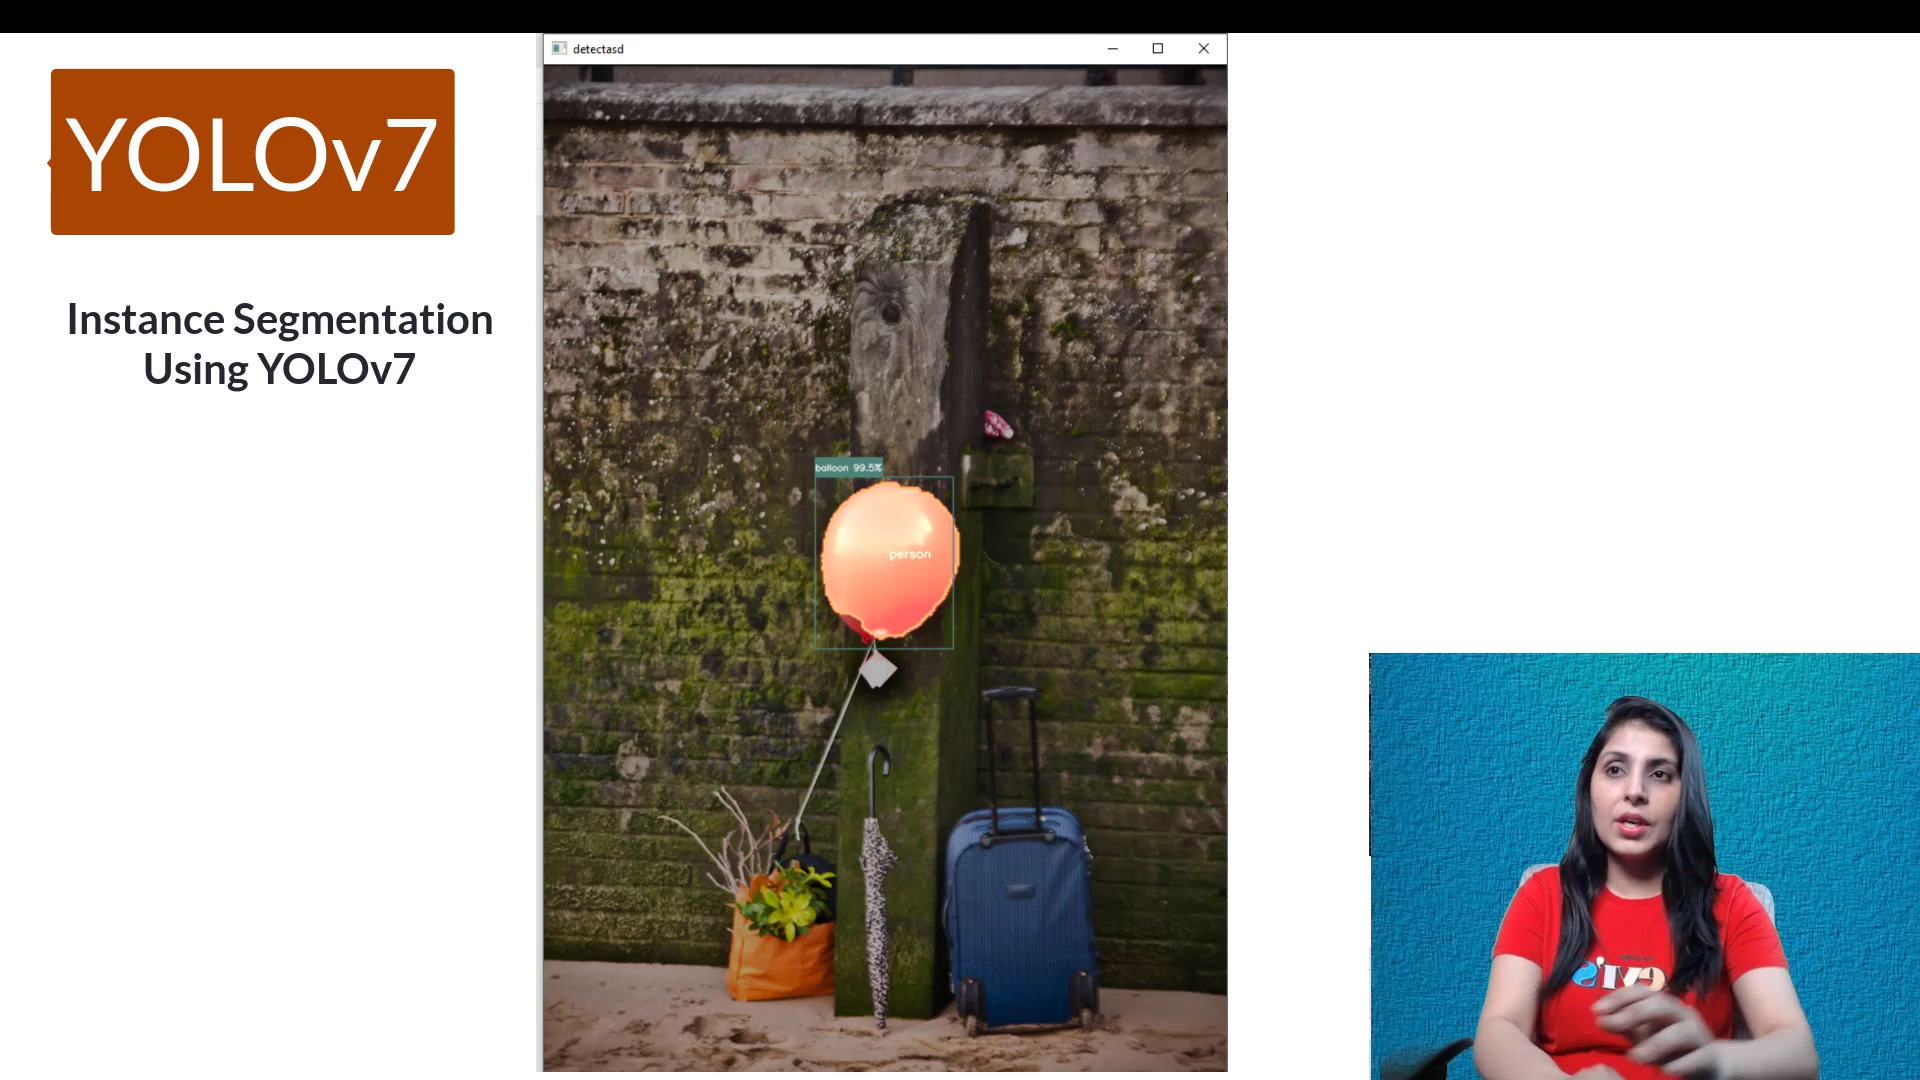 detectasd
YOLOv7
Instance Segmentation
Using YOLOv7
balloon 99.5%
person